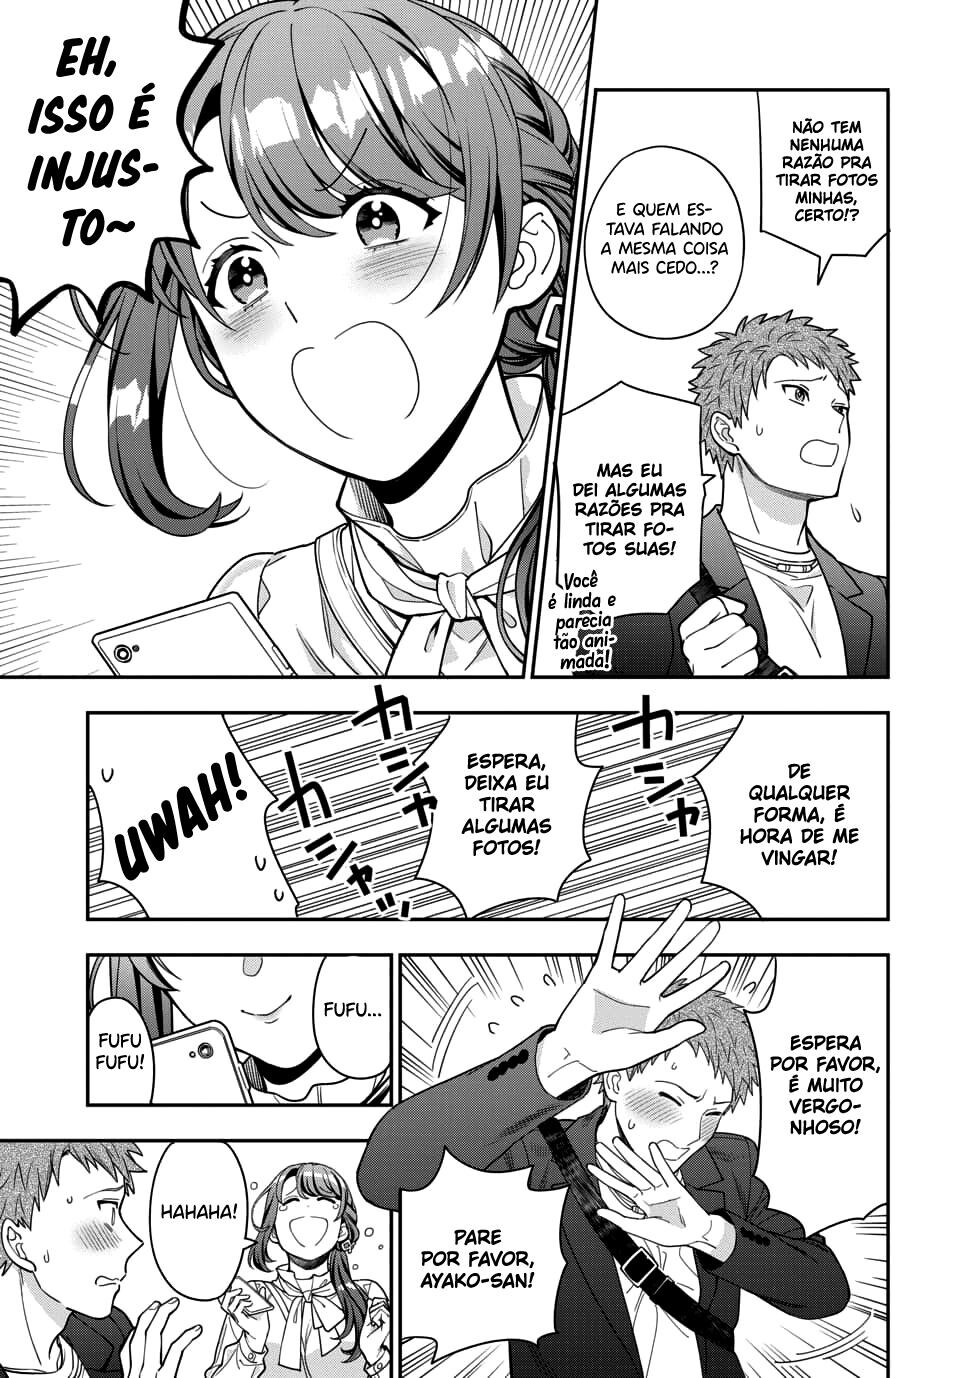 NÃO TEM
NENHUMA
RAZÃO PRA
TIRAR FOTOS
MINHAS,
CERTO!?
E QUEM ES-
TAVA FALANDO
A MESMA COISA
MAIS CEDO...?
MAS EU
DEI ALGUMAS
RAZÕES PRA
TIRAR FO-
TOS SUAS!
Você
é linda e
parecia
tão ani-
mada!
EH,
ISSO É
INJUS-
TO~
DE
QUALQUER
FORMA, É
HORA DE ME
VINGAR!
カシャ
ESPERA,
DEIXA EU
TIRAR
ALGUMAS
FOTOS!
カシャッ
カシャッ
UWAH!
ESPERA
POR FAVOR,
É MUITO
VERGO-
NHOSO!
PARE
POR FAVOR,
AYAKO-SAN!
FUFU...
FUFU
FUFU!
HAHAHA!